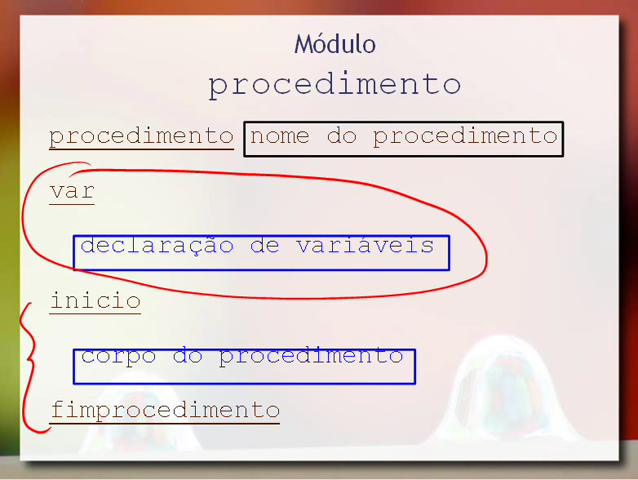 Módulo
procedimento
procedimento nome do procedimento
var
declaração de variáveis
inicio
corpo do procedimento
fimprocedimento